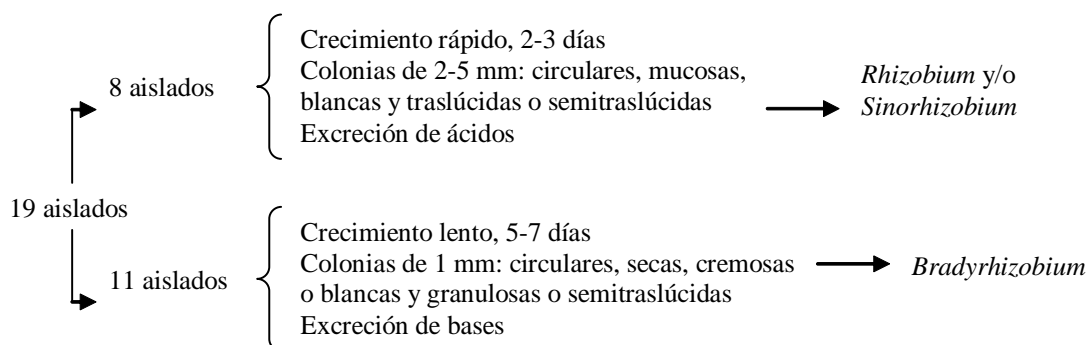 Crecimiento rápido, 2-3 días
8 aislados
Colonias de 2-5 mm: circulares, mucosas,
blancas y traslúcidas o semitraslúcidas
Excreción de ácidos
Rhizobium y/o
Sinorhizobium
19 aislados
Crecimiento lento, 5-7 días
11 aislados
Colonias de 1 mm: circulares, secas, cremosas
o blancas y granulosas o semitraslúcidas
Excreción de bases
Bradyrhizobium